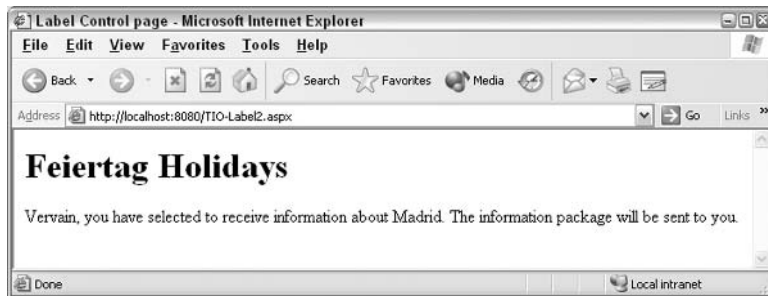 Label Control page - Microsoft Internet Explorer
File Edit View Favorites Tools Help
Back Search Favorites Media
Address http://localhost:8080/TIO-Label2.aspx Go Links »
Feiertag Holidays
Vervain, you have selected to receive information about Madrid. The information package will be sent to you.
Done Local intranet